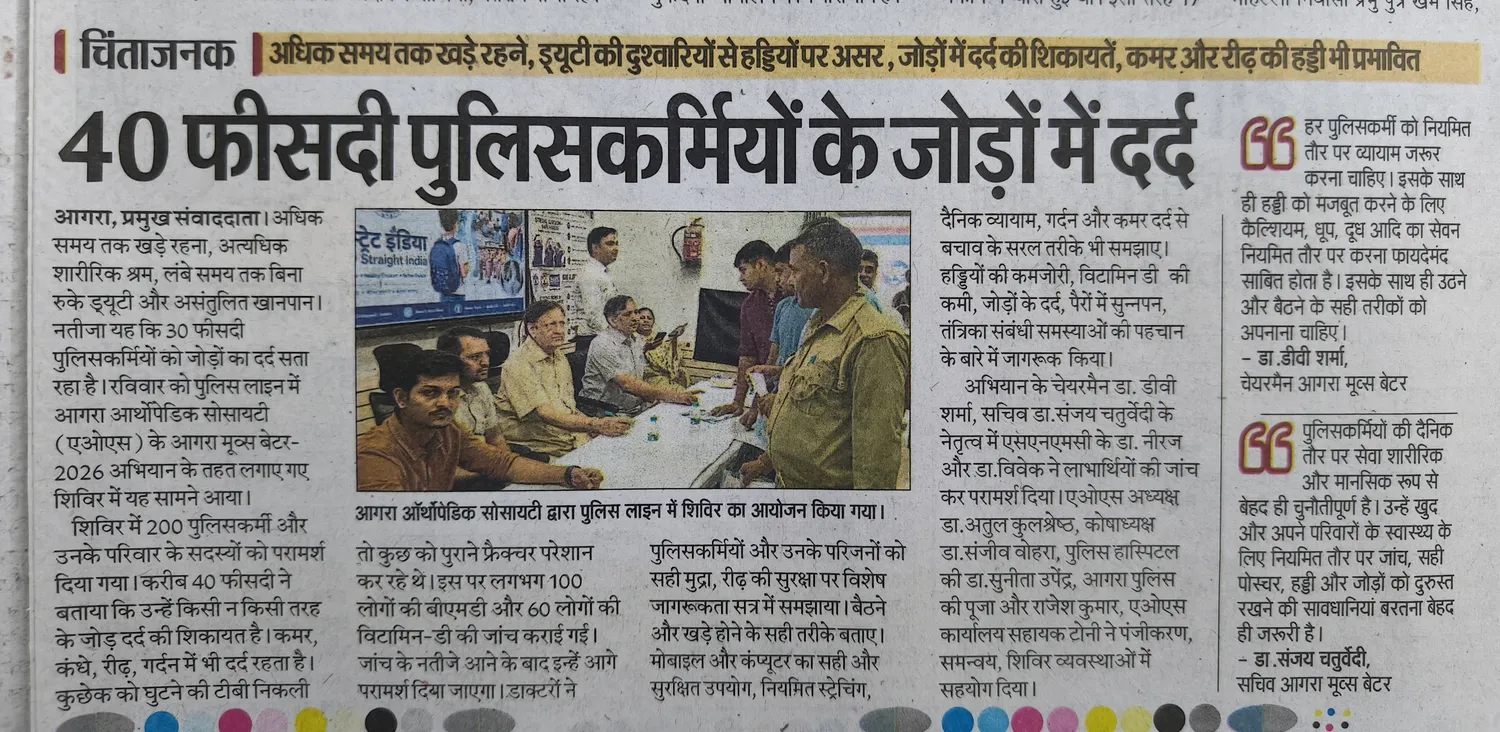 चिंताजनक
अधिक समय तक खड़े रहने, ड्यूटी की दुश्वारियों से हड्डियों पर असर, जोड़ों में दर्द की शिकायतें, कमर और रीढ़ की हड्डी भी प्रभावित
40 फीसदी पुलिसकर्मियों के जोड़ों में दर्द
आगरा, प्रमुख संवाददाता। अधिक
समय तक खड़े रहना, अत्यधिक
शारीरिक श्रम, लंबे समय तक बिना
रुके ड्यूटी और असंतुलित खानपान।
नतीजा यह कि 30 फीसदी
पुलिसकर्मियों को जोड़ों का दर्द सता
रहा है। रविवार को पुलिस लाइन में
आगरा आर्थोपेडिक सोसायटी
(एओएस) के आगरा मूव्स बेटर-
2026 अभियान के तहत लगाए गए
शिविर में यह सामने आया।
शिविर में 200 पुलिसकर्मी और
उनके परिवार के सदस्यों को परामर्श
दिया गया। करीब 40 फीसदी ने
बताया कि उन्हें किसी न किसी तरह
के जोड़ दर्द की शिकायत है। कमर,
कंधे, रीढ़, गर्दन में भी दर्द रहता है।
कुछेक को घुटने की टीबी निकली
ट्रेट इंडिया
Straight India
आगरा ऑर्थोपेडिक सोसायटी द्वारा पुलिस लाइन में शिविर का आयोजन किया गया।
तो कुछ को पुराने फ्रैक्चर परेशान
कर रहे थे। इस पर लगभग 100
लोगों की बीएमडी और 60 लोगों की
विटामिन-डी की जांच कराई गई।
जांच के नतीजे आने के बाद इन्हें आगे
परामर्श दिया जाएगा। डाक्टरों ने
पुलिसकर्मियों और उनके परिजनों को
सही मुद्रा, रीढ़ की सुरक्षा पर विशेष
जागरूकता सत्र में समझाया। बैठने
और खड़े होने के सही तरीके बताए।
मोबाइल और कंप्यूटर का सही और
सुरक्षित उपयोग, नियमित स्ट्रेचिंग,
दैनिक व्यायाम, गर्दन और कमर दर्द से
बचाव के सरल तरीके भी समझाए।
हड्डियों की कमजोरी, विटामिन डी की
कमी, जोड़ों के दर्द, पैरों में सुन्नपन,
तंत्रिका संबंधी समस्याओं की पहचान
के बारे में जागरूक किया।
अभियान के चेयरमैन डा. डीवी
शर्मा, सचिव डा.संजय चतुर्वेदी के
नेतृत्व में एसएनएमसी के डा. नीरज
और डा.विवेक ने लाभार्थियों की जांच
कर परामर्श दिया। एओएस अध्यक्ष
डा.अतुल कुलश्रेष्ठ, कोषाध्यक्ष
डा.संजीव वोहरा, पुलिस हास्पिटल
की डा.सुनीता उपेंद्र, आगरा पुलिस
की पूजा और राजेश कुमार, एओएस
कार्यालय सहायक टोनी ने पंजीकरण,
समन्वय, शिविर व्यवस्थाओं में
सहयोग दिया।
हर पुलिसकर्मी को नियमित
तौर पर व्यायाम जरूर
करना चाहिए। इसके साथ
ही हड्डी को मजबूत करने के लिए
कैल्शियम, धूप, दूध आदि का सेवन
नियमित तौर पर करना फायदेमंद
साबित होता है। इसके साथ ही उठने
और बैठने के सही तरीकों को
अपनाना चाहिए।
- डा.डीवी शर्मा,
चेयरमैन आगरा मूव्स बेटर
पुलिसकर्मियों की दैनिक
तौर पर सेवा शारीरिक
और मानसिक रूप से
बेहद ही चुनौतीपूर्ण है। उन्हें खुद
और अपने परिवारों के स्वास्थ्य के
लिए नियमित तौर पर जांच, सही
पोस्चर, हड्डी और जोड़ों को दुरुस्त
रखने की सावधानियां बरतना बेहद
ही जरूरी है।
- डा.संजय चतुर्वेदी,
सचिव आगरा मूव्स बेटर